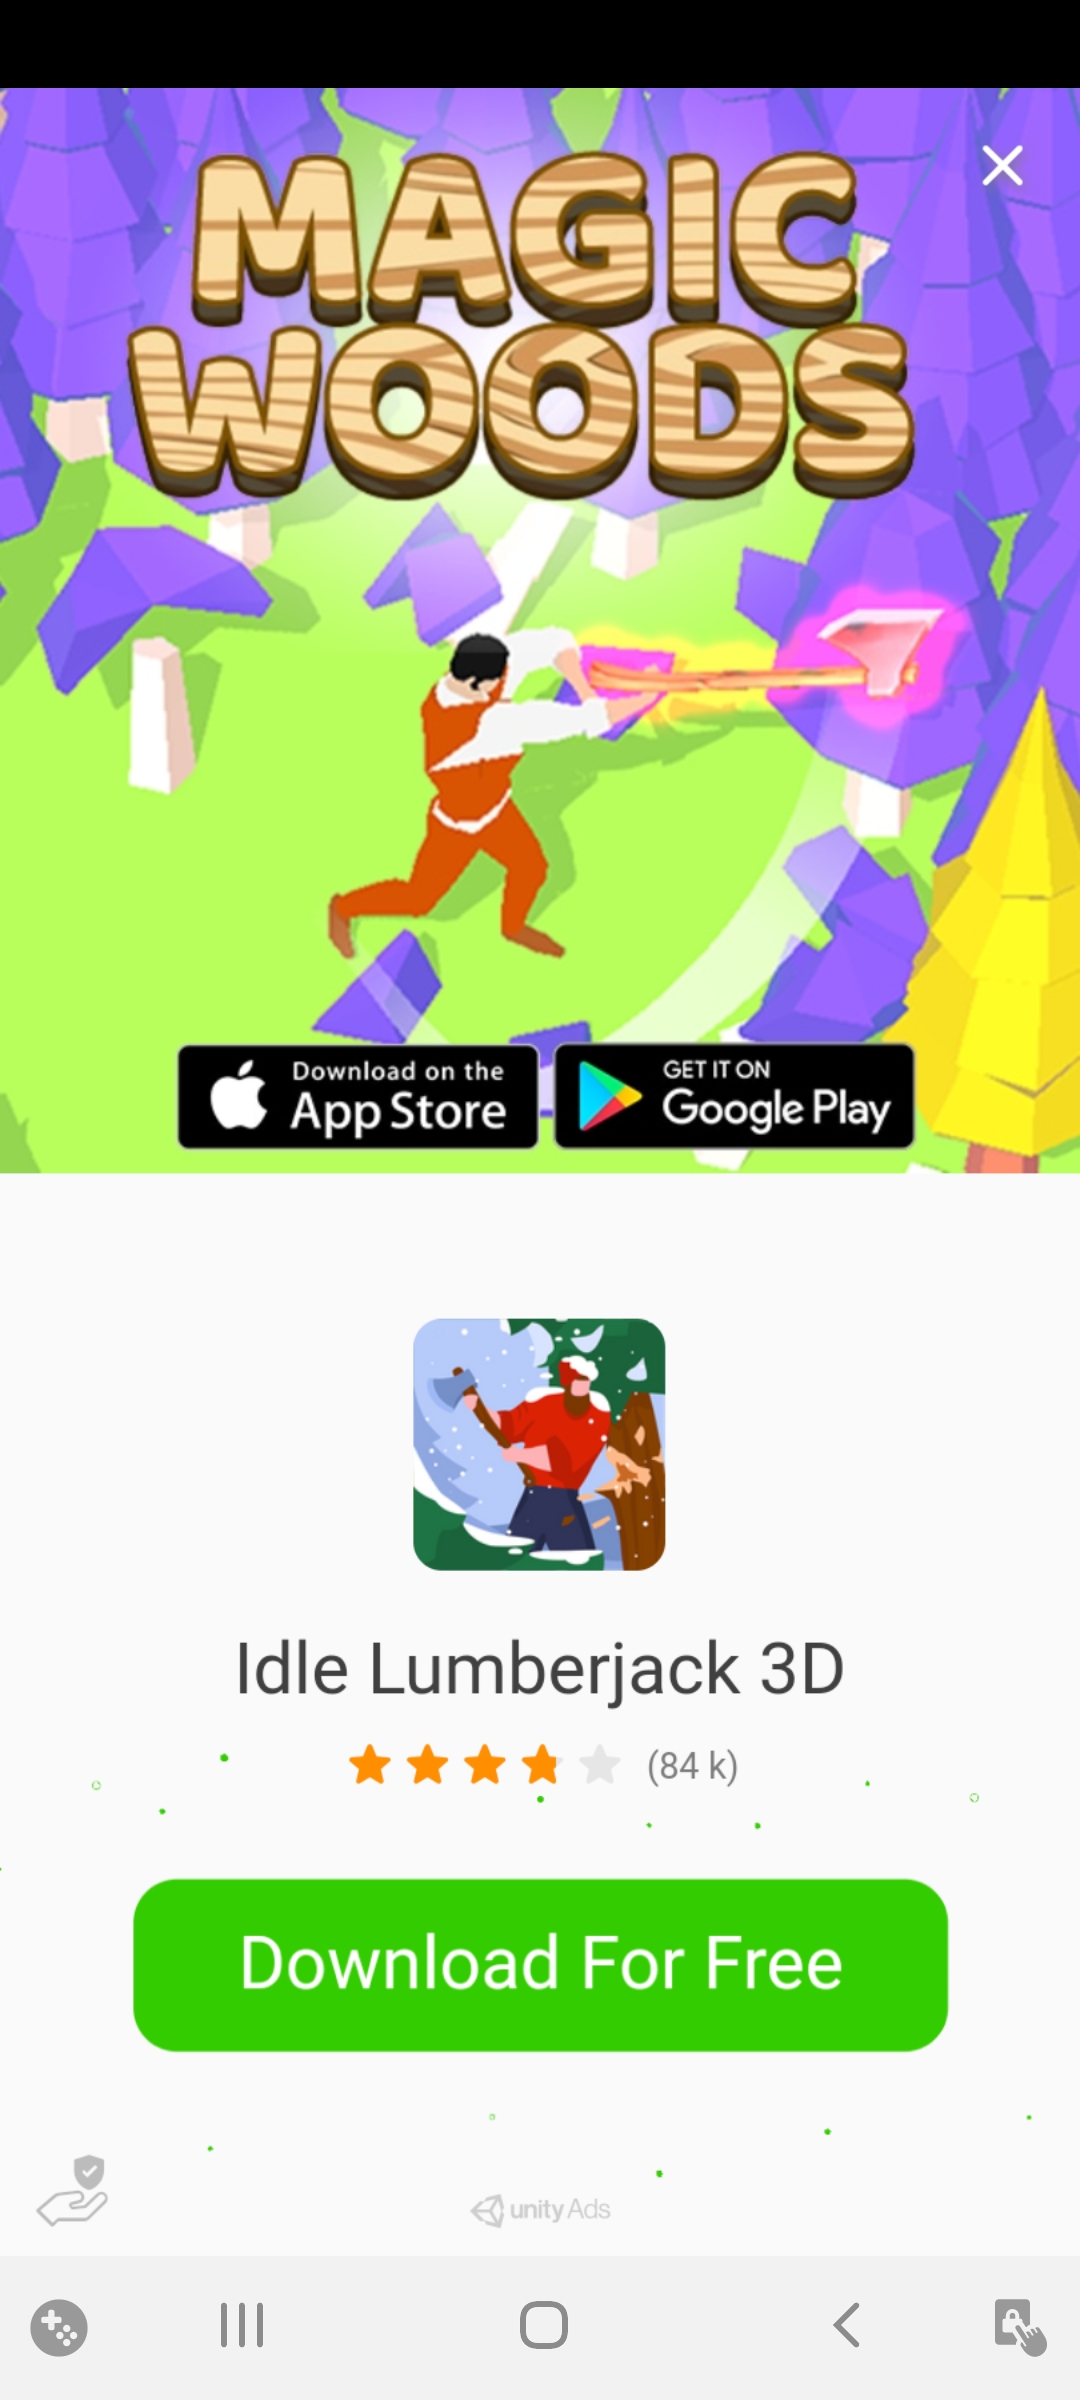 MAGIC
WOODS
Download on the
App Store
GET IT ON
Google Play
Idle Lumberjack 3D
(84 k)
Download For Free
unity Ads